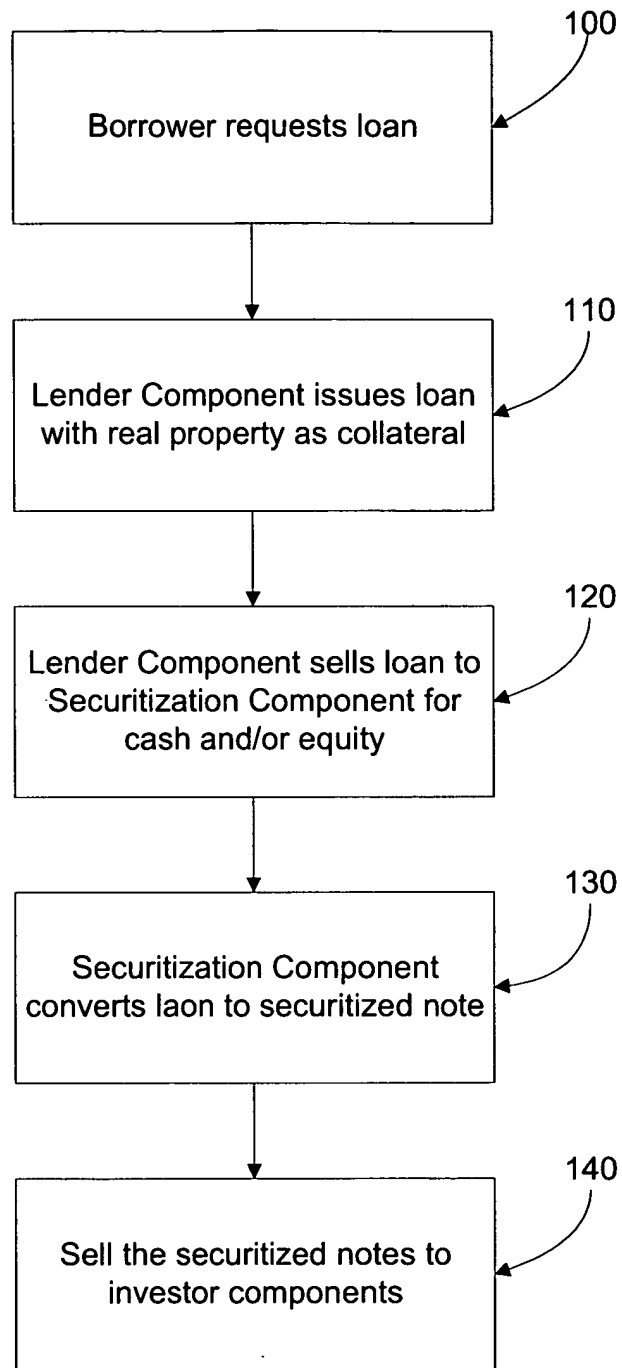 100
Borrower requests loan
110
Lender Component issues loan
with real property as collateral
120
Lender Component sells loan to
Securitization Component for
cash and/or equity
130
Securitization Component
converts laon to securitized note
140
Sell the securitized notes to
investor components